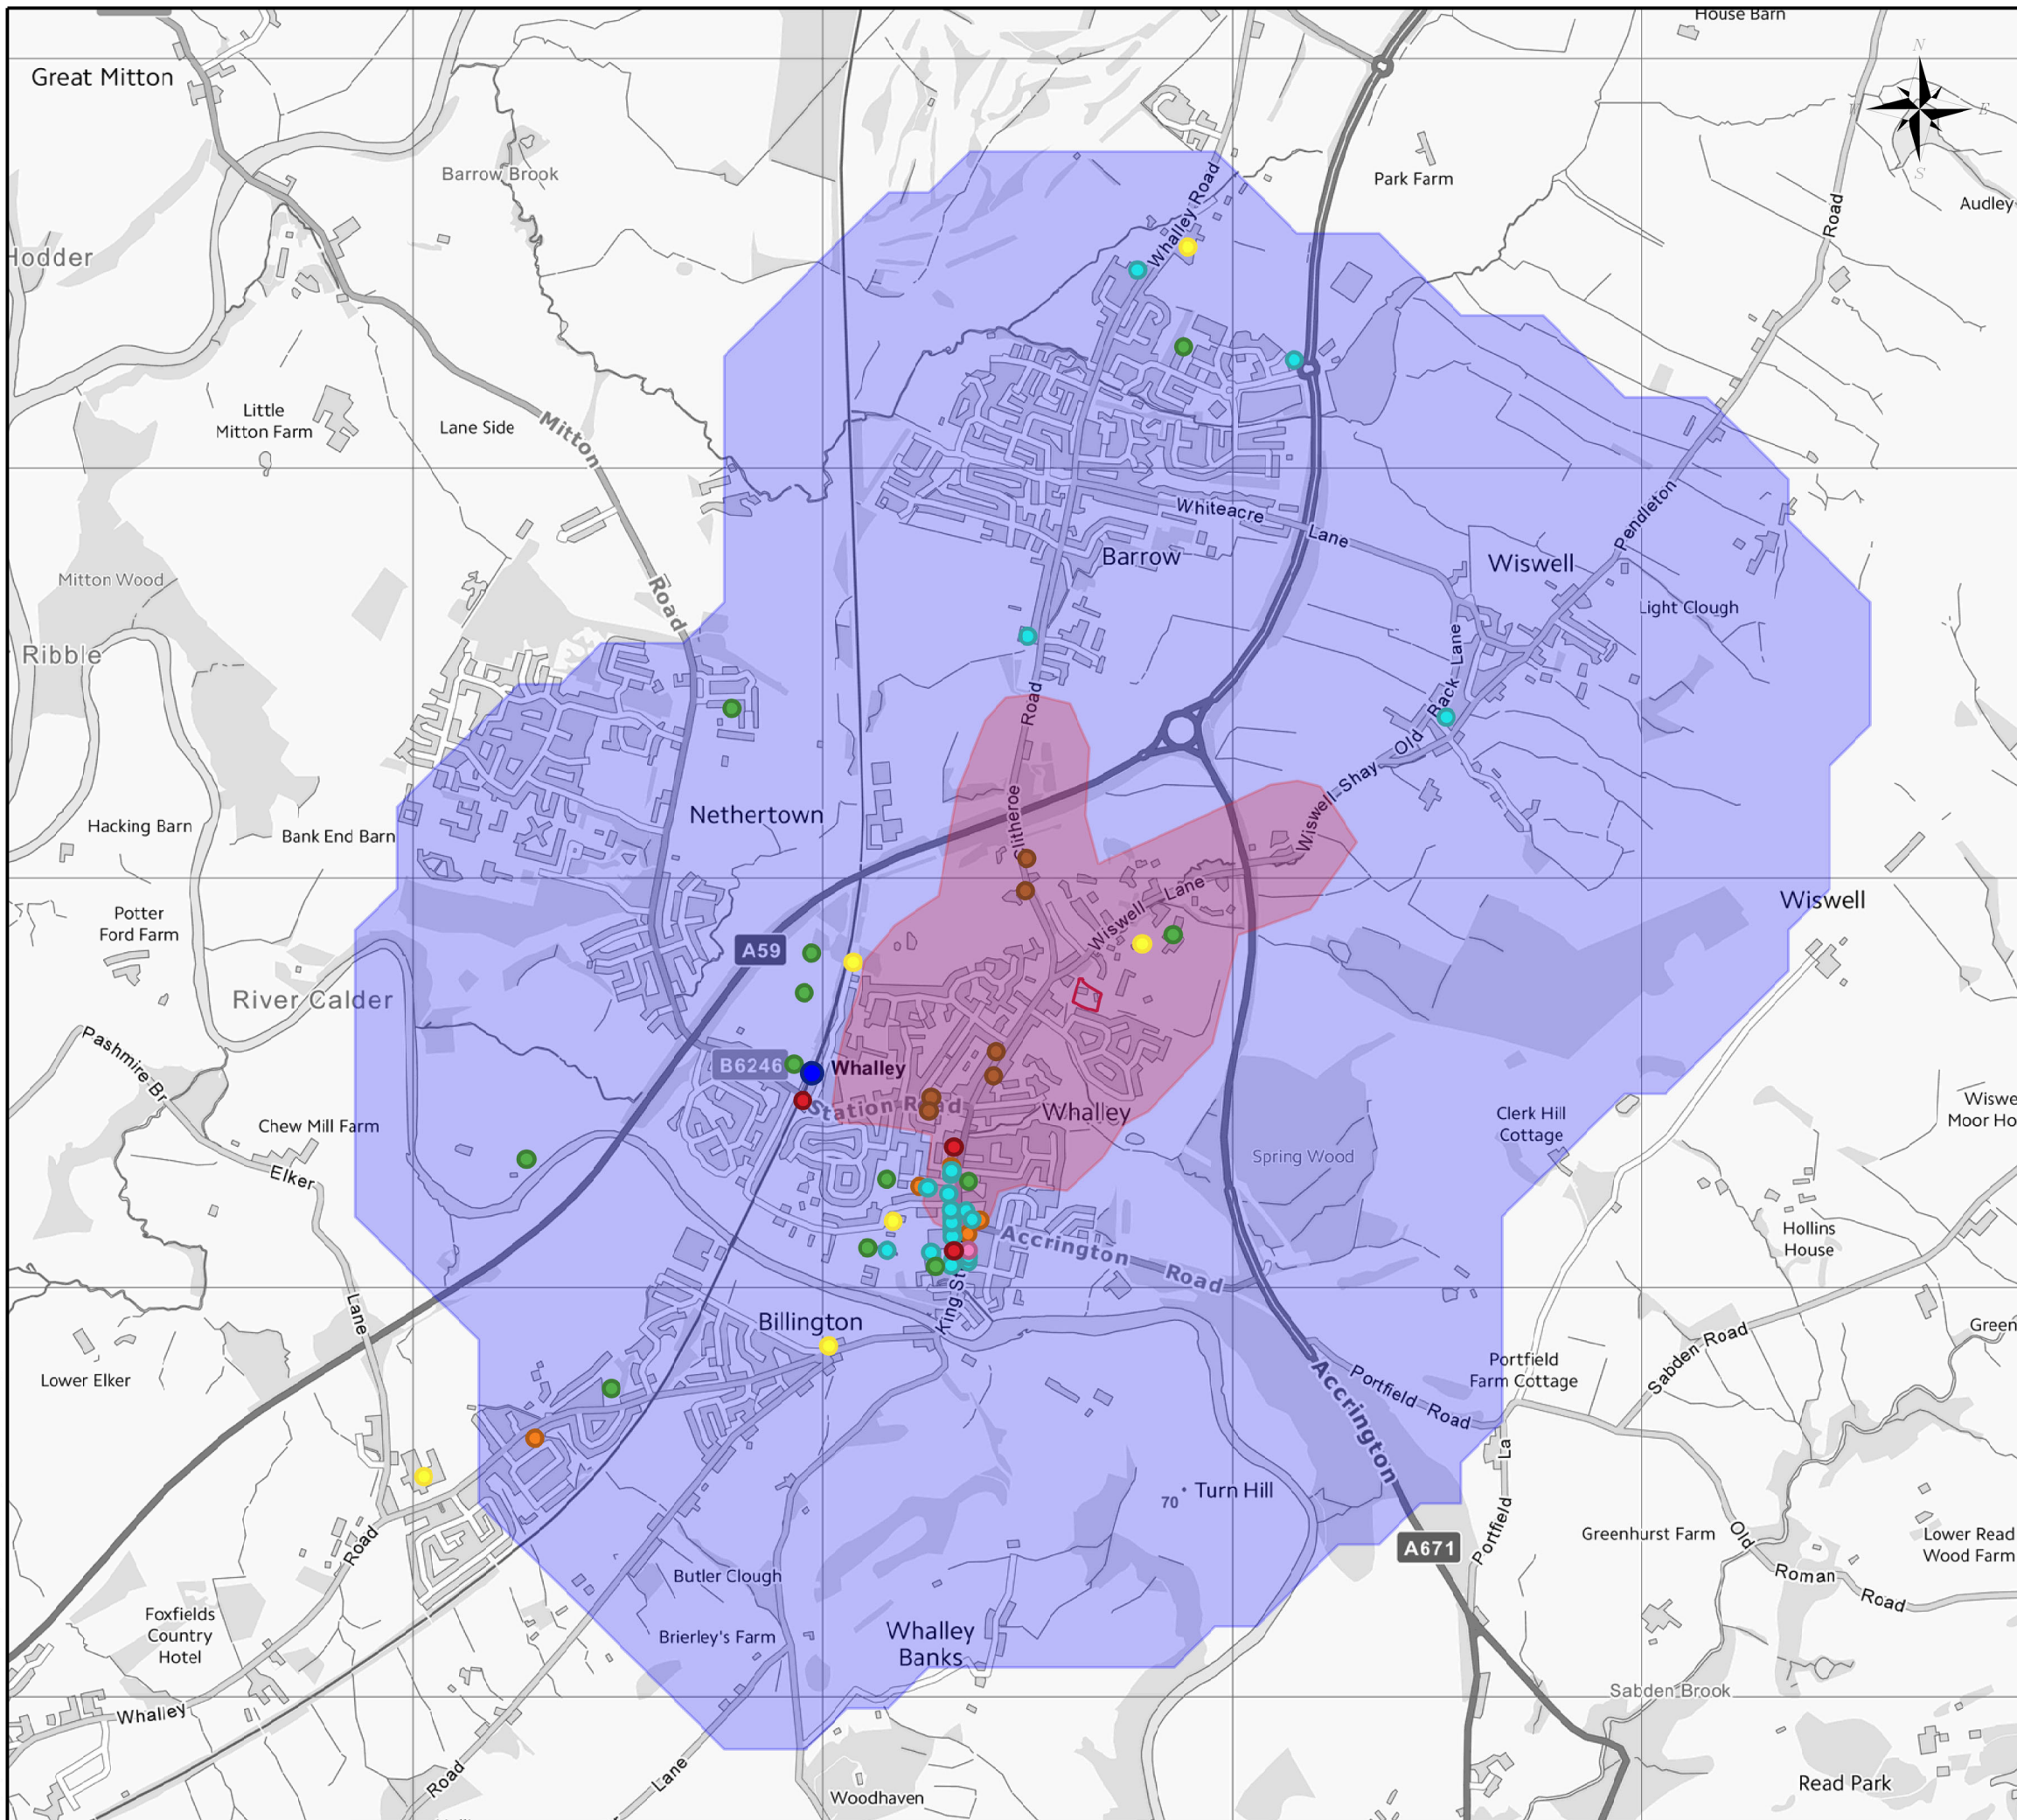 House Barn
Great Mitton
N
W
E
S
Barrow Brook
Park Farm
Whalley Road
Road
Audley
Hodder
Little
Mitton Farm
Lane Side
Mitton
Road
Whiteacre
Lane
Pendleton
Barrow
Wiswell
Mitton Wood
Light Clough
Ribble
Back Lane
Old
Road
Clitheroe
Wiswell Shay
Nethertown
Hacking Barn
Bank End Barn
Wiswell Lane
Wiswell
Potter
Ford Farm
A59
River Calder
Pashmire Br
B6246
Whalley
Station Road
Whalley
Chew Mill Farm
Clerk Hill
Cottage
Wiswe
Moor Ho
Elker
Lane
Spring Wood
Accrington Road
Hollins
House
King St
Billington
Green
Lower Elker
Portfield
Farm Cottage
Sabden Road
Portfield Road
Accrington
Portfield La
70
Turn Hill
A671
Greenhurst Farm
Old
Roman
Road
Lower Read
Wood Farm
Road
Butler Clough
Foxfields
Country
Hotel
Brierley's Farm
Whalley
Banks
Whalley
Sabden Brook
Road
Lane
Woodhaven
Read Park